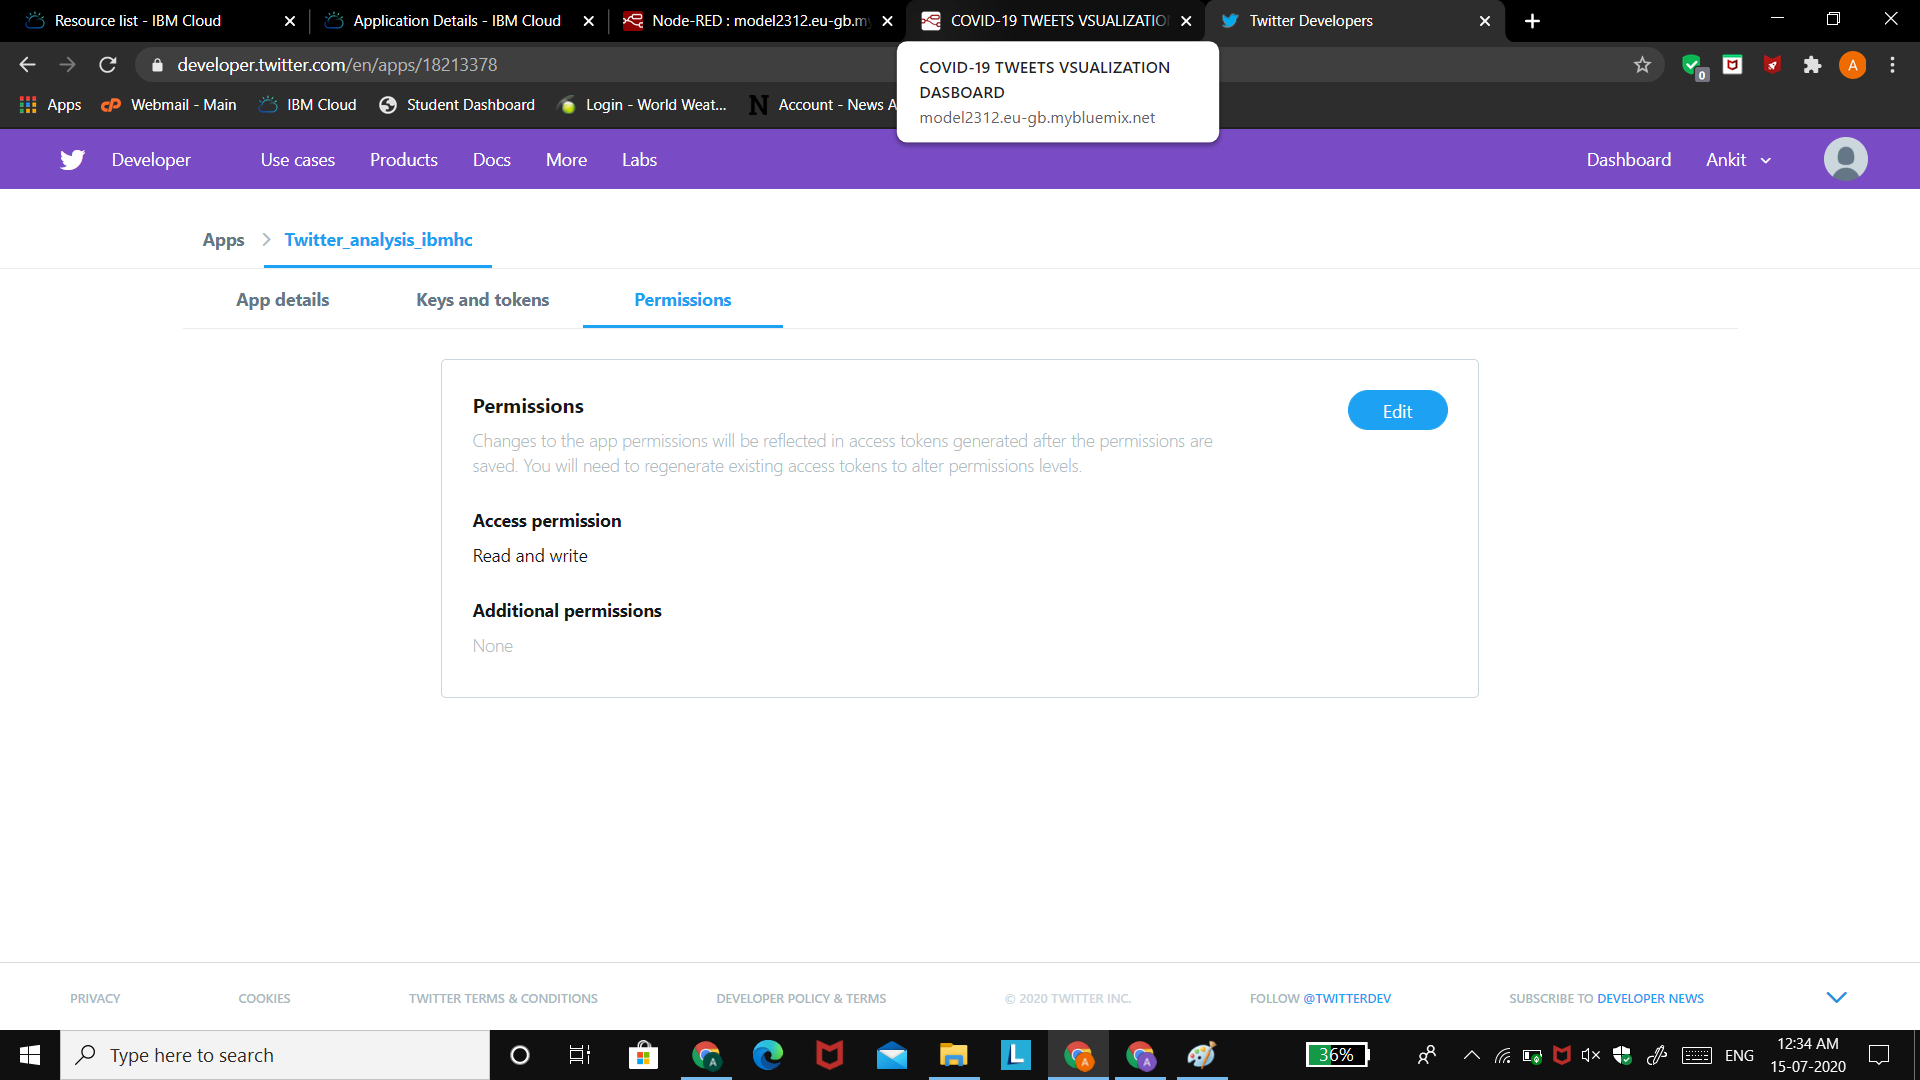 Resource list - IBM Cloud
Application Details - IBM Cloud
Node-RED : model2312.eu-gb.my
COVID-19 TWEETS VSUALIZATIO
Twitter Developers
developer.twitter.com/en/apps/18213378
0
A
COVID-19 TWEETS VSUALIZATION
DASBOARD
model2312.eu-gb.mybluemix.net
Apps
Webmail - Main
IBM Cloud
Student Dashboard
Login - World Weat...
N
Account - News A
Developer
Use cases
Products
Docs
More
Labs
Dashboard
Ankit
Apps
Twitter_analysis_ibmhc
App details
Keys and tokens
Permissions
Permissions
Edit
Changes to the app permissions will be reflected in access tokens generated after the permissions are
saved. You will need to regenerate existing access tokens to alter permissions levels.
Access permission
Read and write
Additional permissions
None
PRIVACY
COOKIES
TWITTER TERMS & CONDITIONS
DEVELOPER POLICY & TERMS
© 2020 TWITTER INC.
FOLLOW @TWITTERDEV
SUBSCRIBE TO DEVELOPER NEWS
Type here to search
A
L
A
A
36%
ENG
12:34 AM
15-07-2020